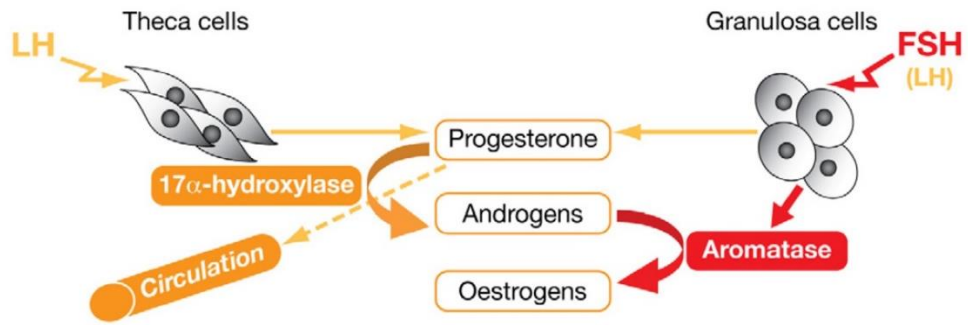 Theca cells
Granulosa cells
LH
FSH
(LH)
Progesterone
17α-hydroxylase
Androgens
Aromatase
Circulation
Oestrogens